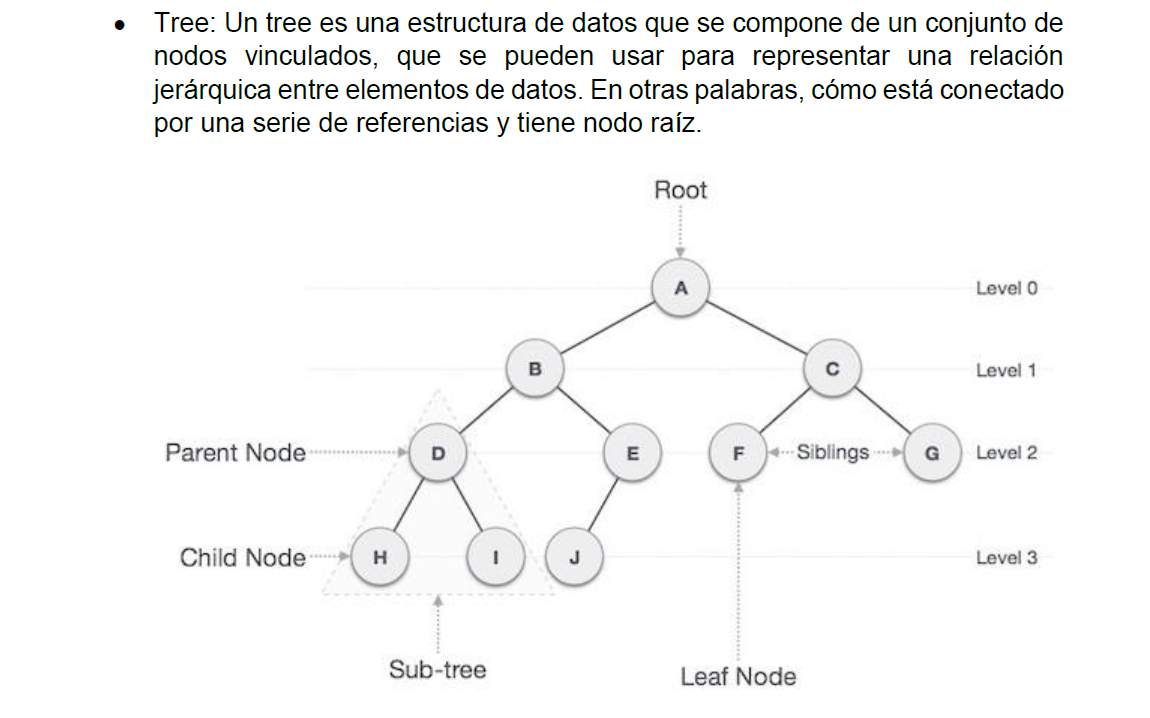 • Tree: Un tree es una estructura de datos que se compone de un conjunto de
nodos vinculados, que se pueden usar para representar una relación
jerárquica entre elementos de datos. En otras palabras, cómo está conectado
por una serie de referencias y tiene nodo raíz.
Root
A
Level 0
B
C
Level 1
Parent Node
D
E
F
Siblings
G
Level 2
Child Node
H
I
J
Level 3
Sub-tree
Leaf Node